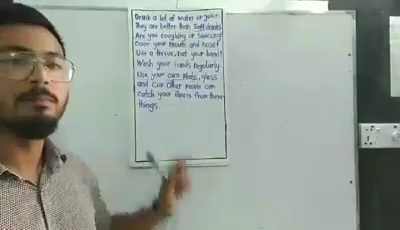 Drink a lot of water or juice
they are better than soft drinks
Are you coughing or sneezing
cover your mouth and nose!
Use a tissue, not your hand!
Wash your hands regularly.
Use your own plate, glass
and cup other people can
catch your illness from these
things